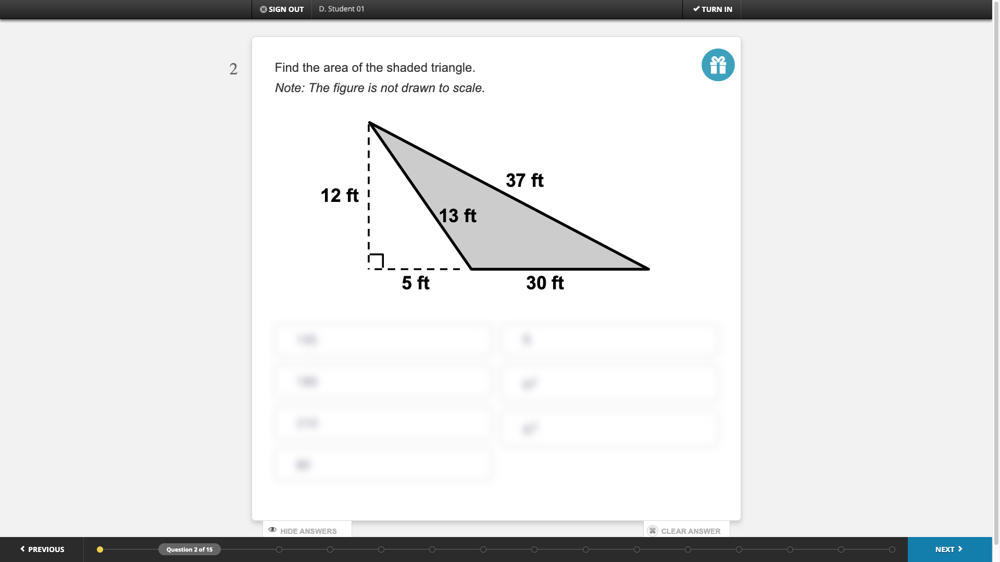 SIGN OUT
D. Student 01
TURN IN
2
Find the area of the shaded triangle.
Note: The figure is not drawn to scale.
37 ft
12 ft
13 ft
5 ft
30 ft
HIDE ANSWERS
CLEAR ANSWER
PREVIOUS
Question 2 of 15
NEXT